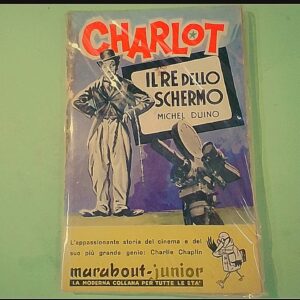 CHARLOT
IL RE DELLO
SCHERMO
MICHEL DUINO
L'appassionante storia del cinema e del
suo più grande genio: Charlie Chaplin
marabout-junior
LA MODERNA COLLANA PER TUTTE LE ETA'